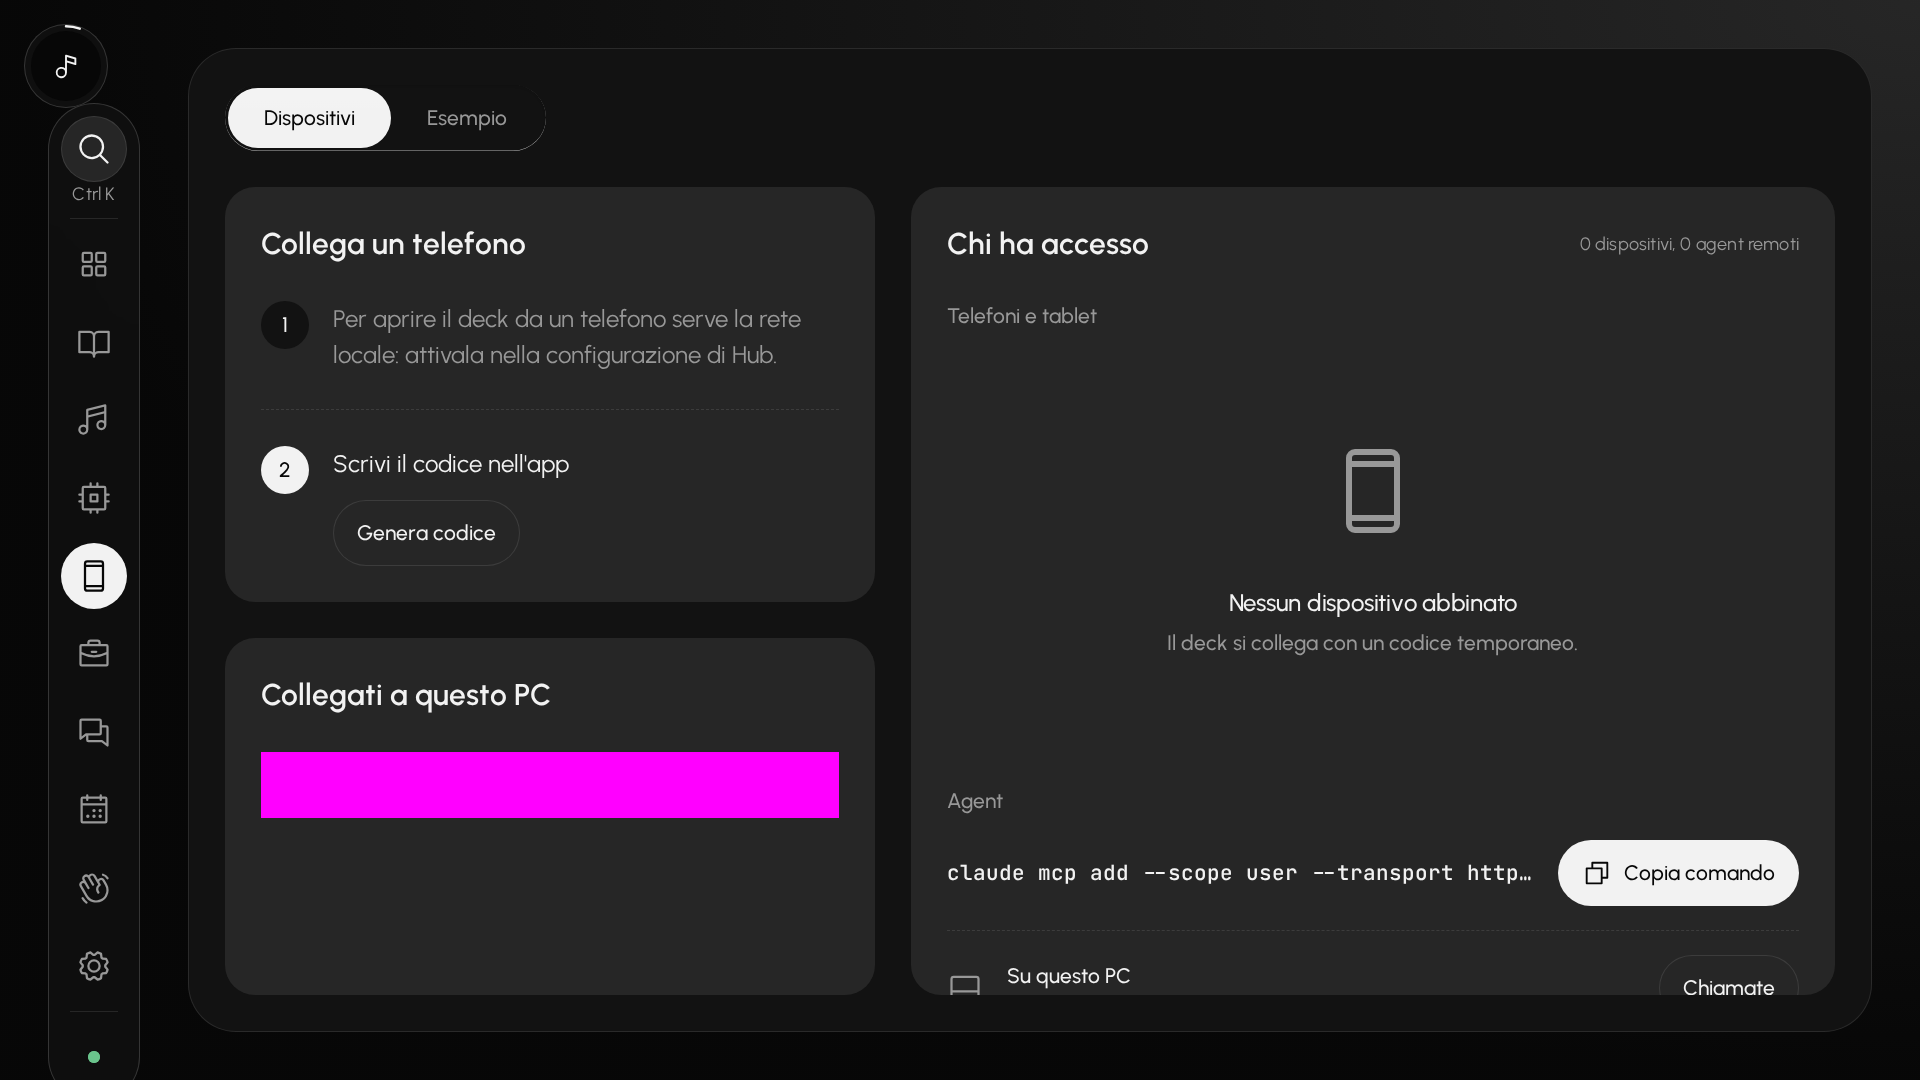 Ctrl K
Dispositivi
Esempio
Collega un telefono
1
Per aprire il deck da un telefono serve la rete
locale: attivala nella configurazione di Hub.
2
Scrivi il codice nell'app
Genera codice
Collegati a questo PC
Chi ha accesso
0 dispositivi, 0 agent remoti
Telefoni e tablet
Nessun dispositivo abbinato
Il deck si collega con un codice temporaneo.
Agent
claude mcp add --scope user --transport http…
Copia comando
Su questo PC
Chiamate